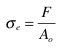 σₑ = F/Aₒ